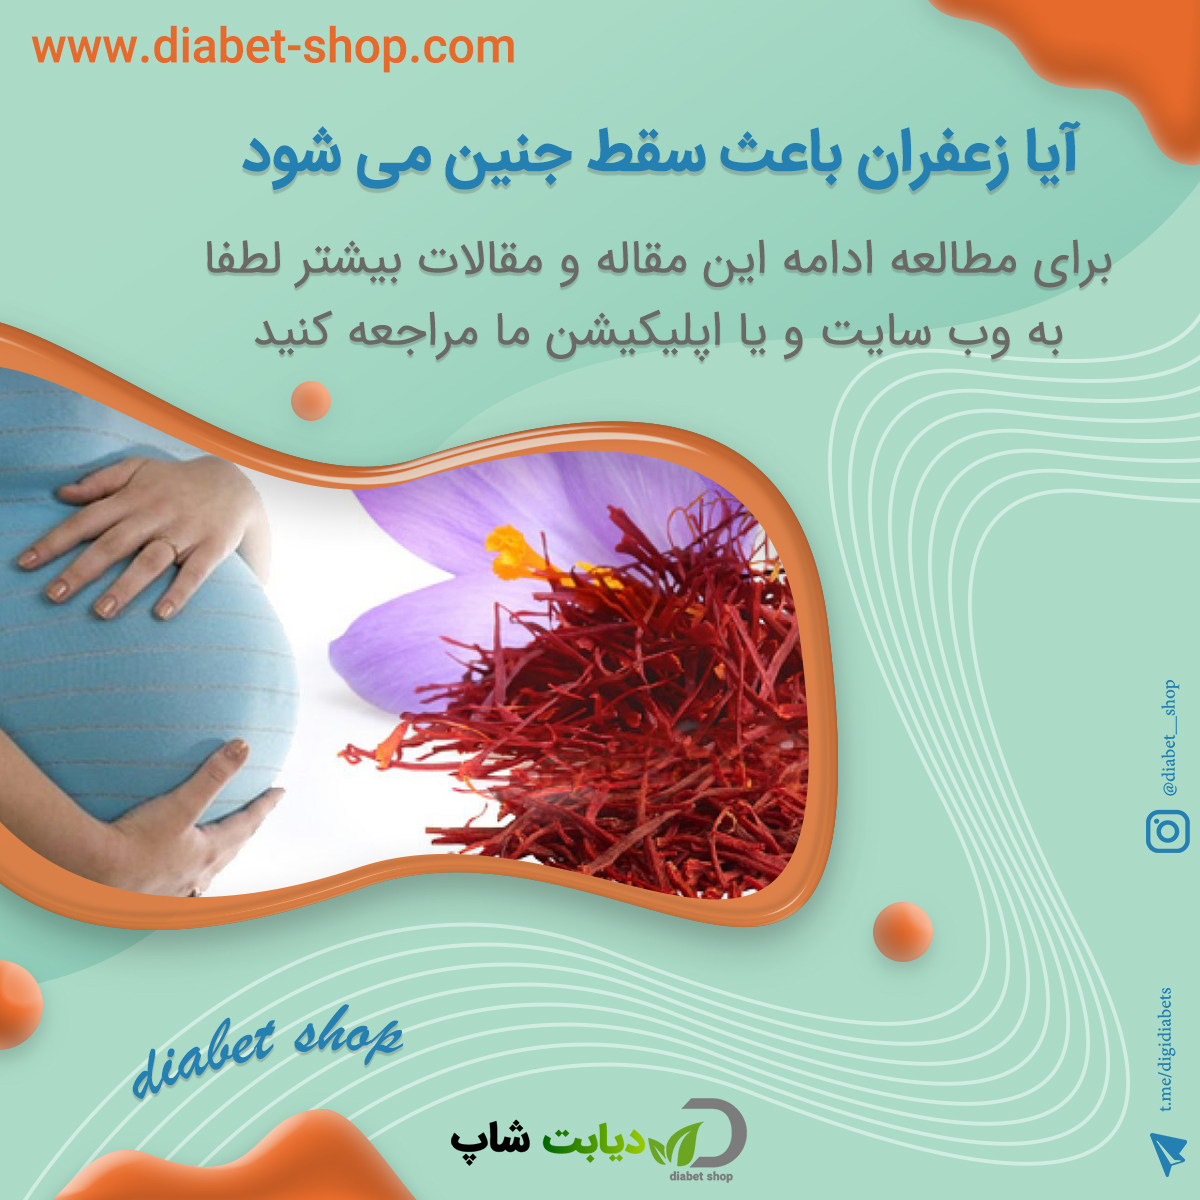 www.diabet-shop.com
آیا زعفران باعث سقط جنین می شود
برای مطالعه ادامه این مقاله و مقالات بیشتر لطفا
به وب سایت و یا اپلیکیشن ما مراجعه کنید
@diabet__shop
t.me/digidiabets
diabet shop
دیابت شاپ
diabet shop